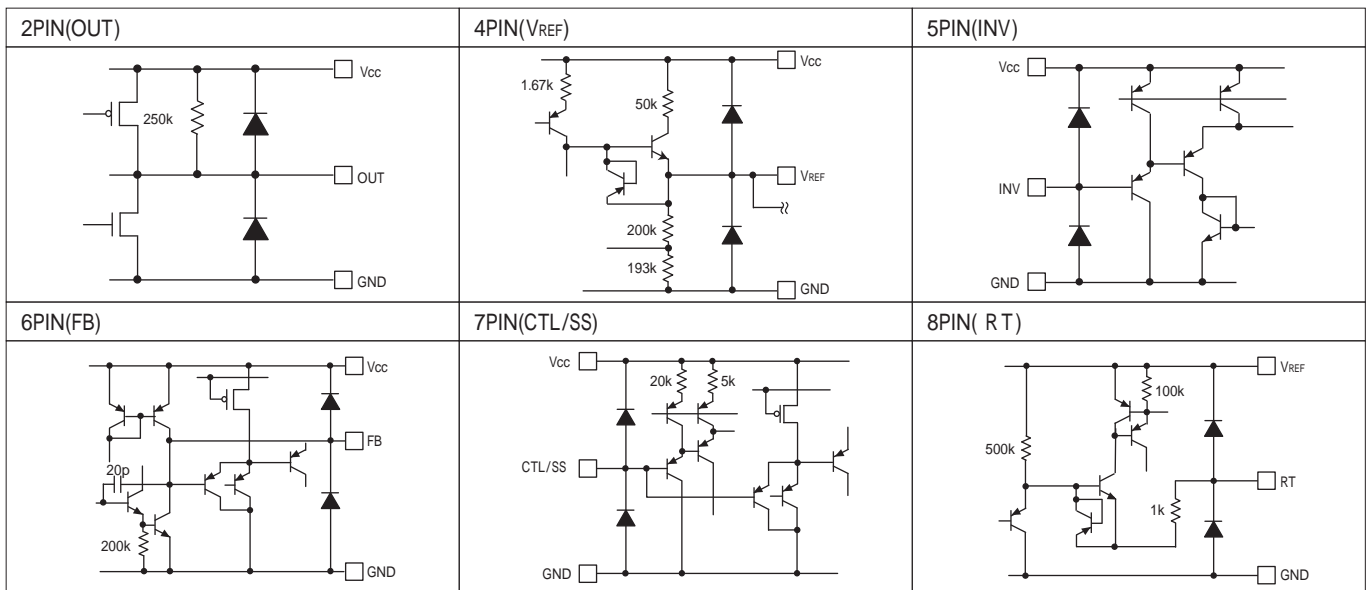 2PIN(OUT)
Vcc
250k
OUT
GND
4PIN(VREF)
Vcc
1.67k
50k
VREF
200k
193k
GND
5PIN(INV)
Vcc
INV
GND
6PIN(FB)
Vcc
FB
20p
200k
GND
7PIN(CTL/SS)
Vcc
20k
5k
CTL/SS
GND
8PIN( RT)
VREF
100k
500k
RT
1k
GND